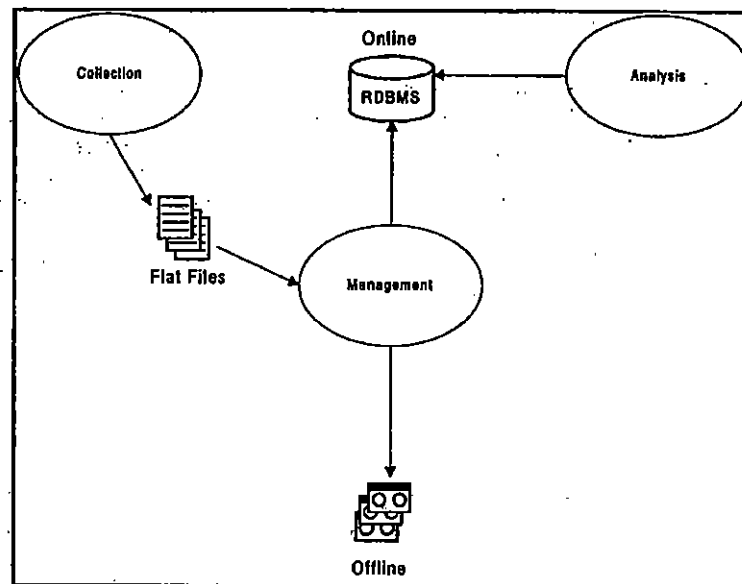 Collection
Online
RDBMS
Analysis
Flat Files
Management
Offline